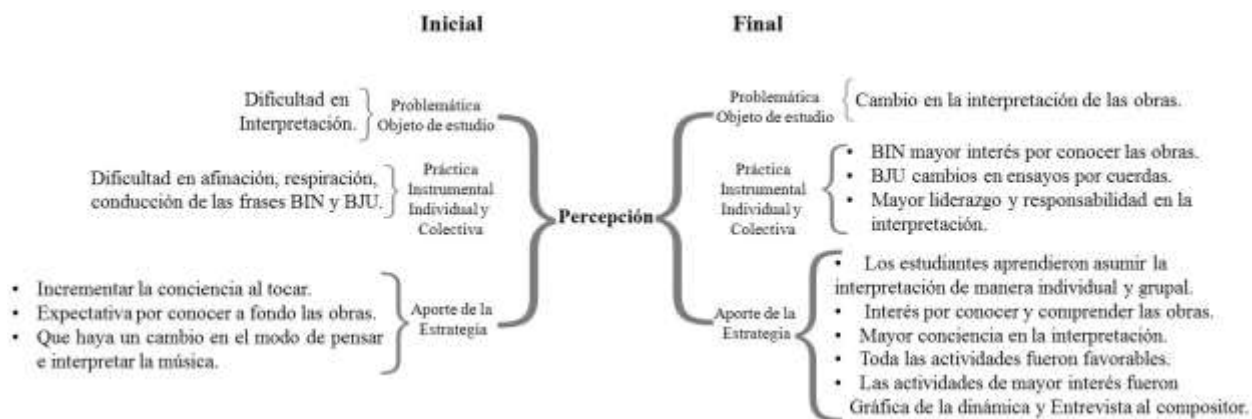 Inicial
Dificultad en
Interpretación.
Problemática
Objeto de estudio
Dificultad en afinación, respiración,
conducción de las frases BIN y BJU.
Práctica
Instrumental
Individual y
Colectiva
• Incrementar la conciencia al tocar.
• Expectativa por conocer a fondo las obras.
• Que haya un cambio en el modo de pensar
e interpretar la música.
Aporte de la
Estrategia
Percepción
Final
Problemática
Objeto de estudio
Cambio en la interpretación de las obras.
Práctica
Instrumental
Individual y
Colectiva
• BIN mayor interés por conocer las obras.
• BJU cambios en ensayos por cuerdas.
• Mayor liderazgo y responsabilidad en la
interpretación.
Aporte de la
Estrategia
• Los estudiantes aprendieron asumir la
interpretación de manera individual y grupal.
• Interés por conocer y comprender las obras.
• Mayor conciencia en la interpretación.
• Toda las actividades fueron favorables.
• Las actividades de mayor interés fueron
Gráfica de la dinámica y Entrevista al compositor.